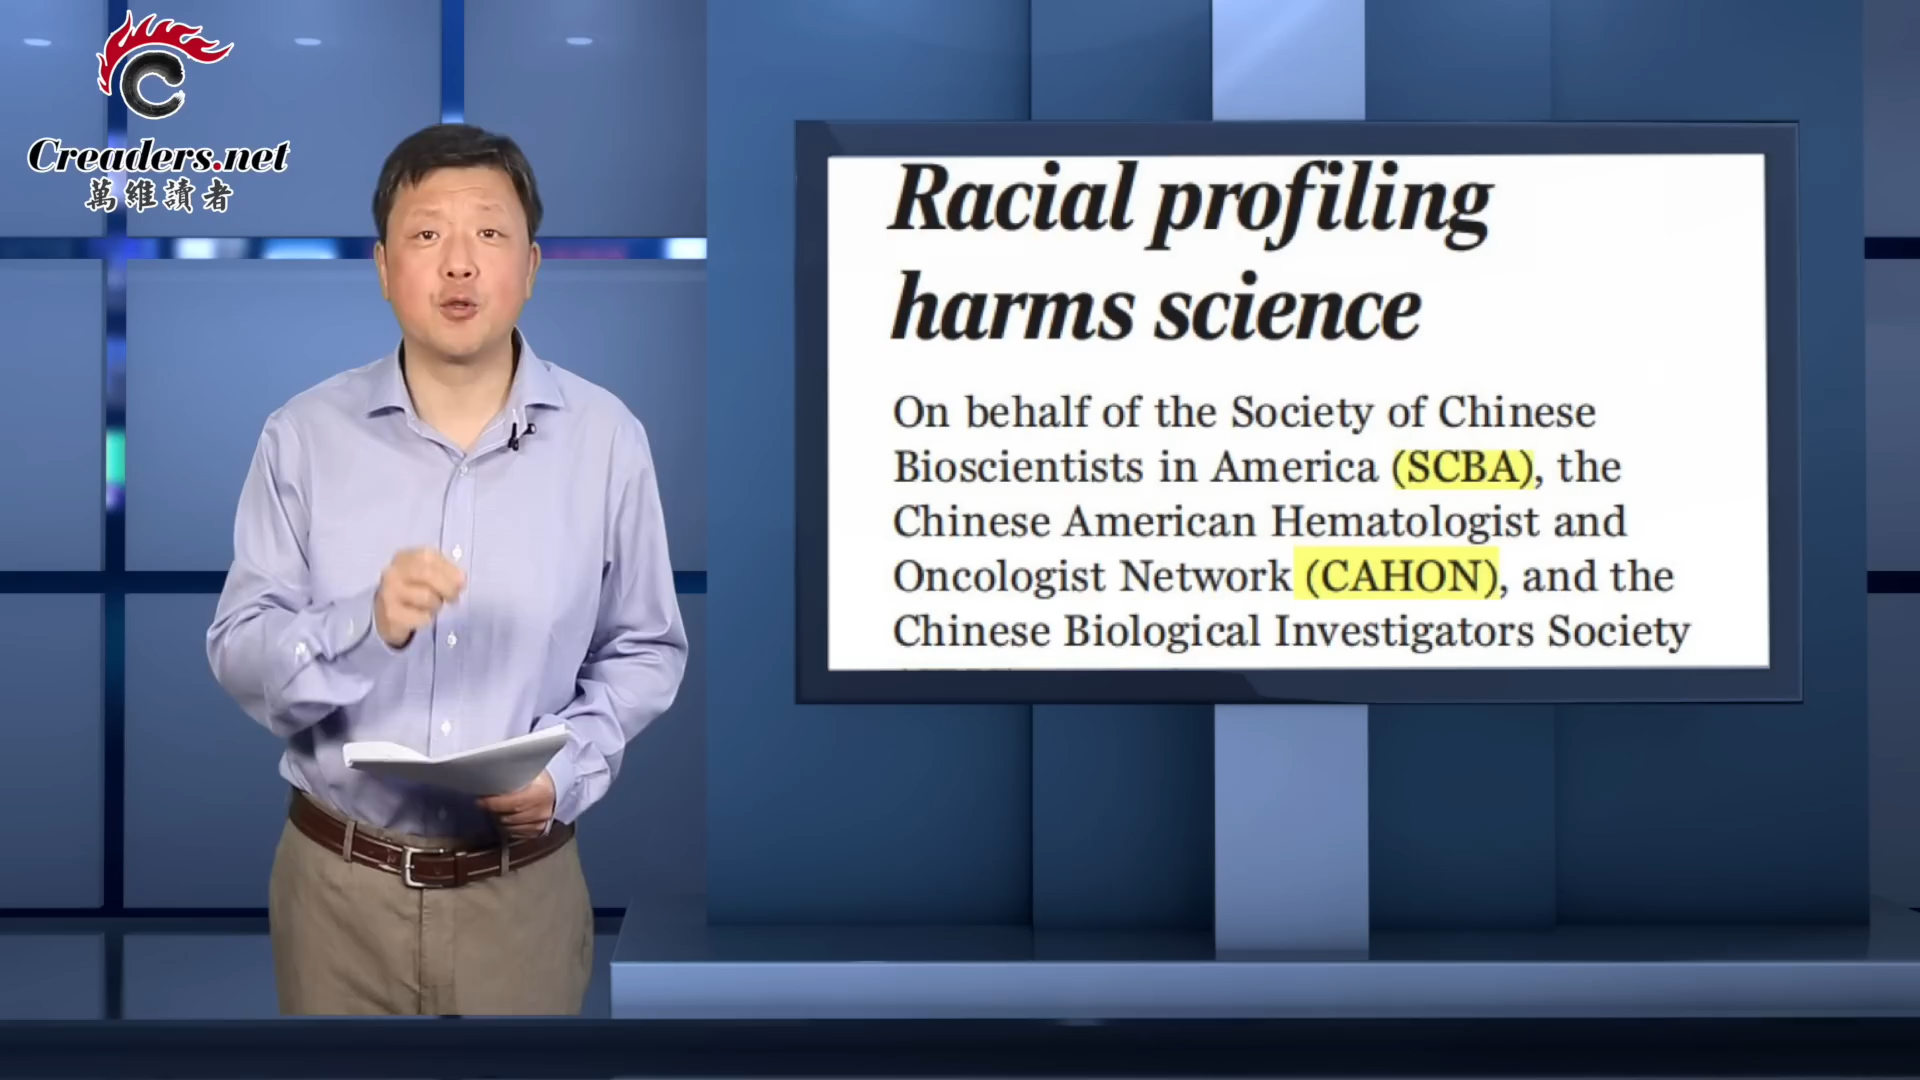 Creaders.net
萬維讀者
Racial profiling
harms science
On behalf of the Society of Chinese
Bioscientists in America (SCBA), the
Chinese American Hematologist and
Oncologist Network (CAHON), and the
Chinese Biological Investigators Society